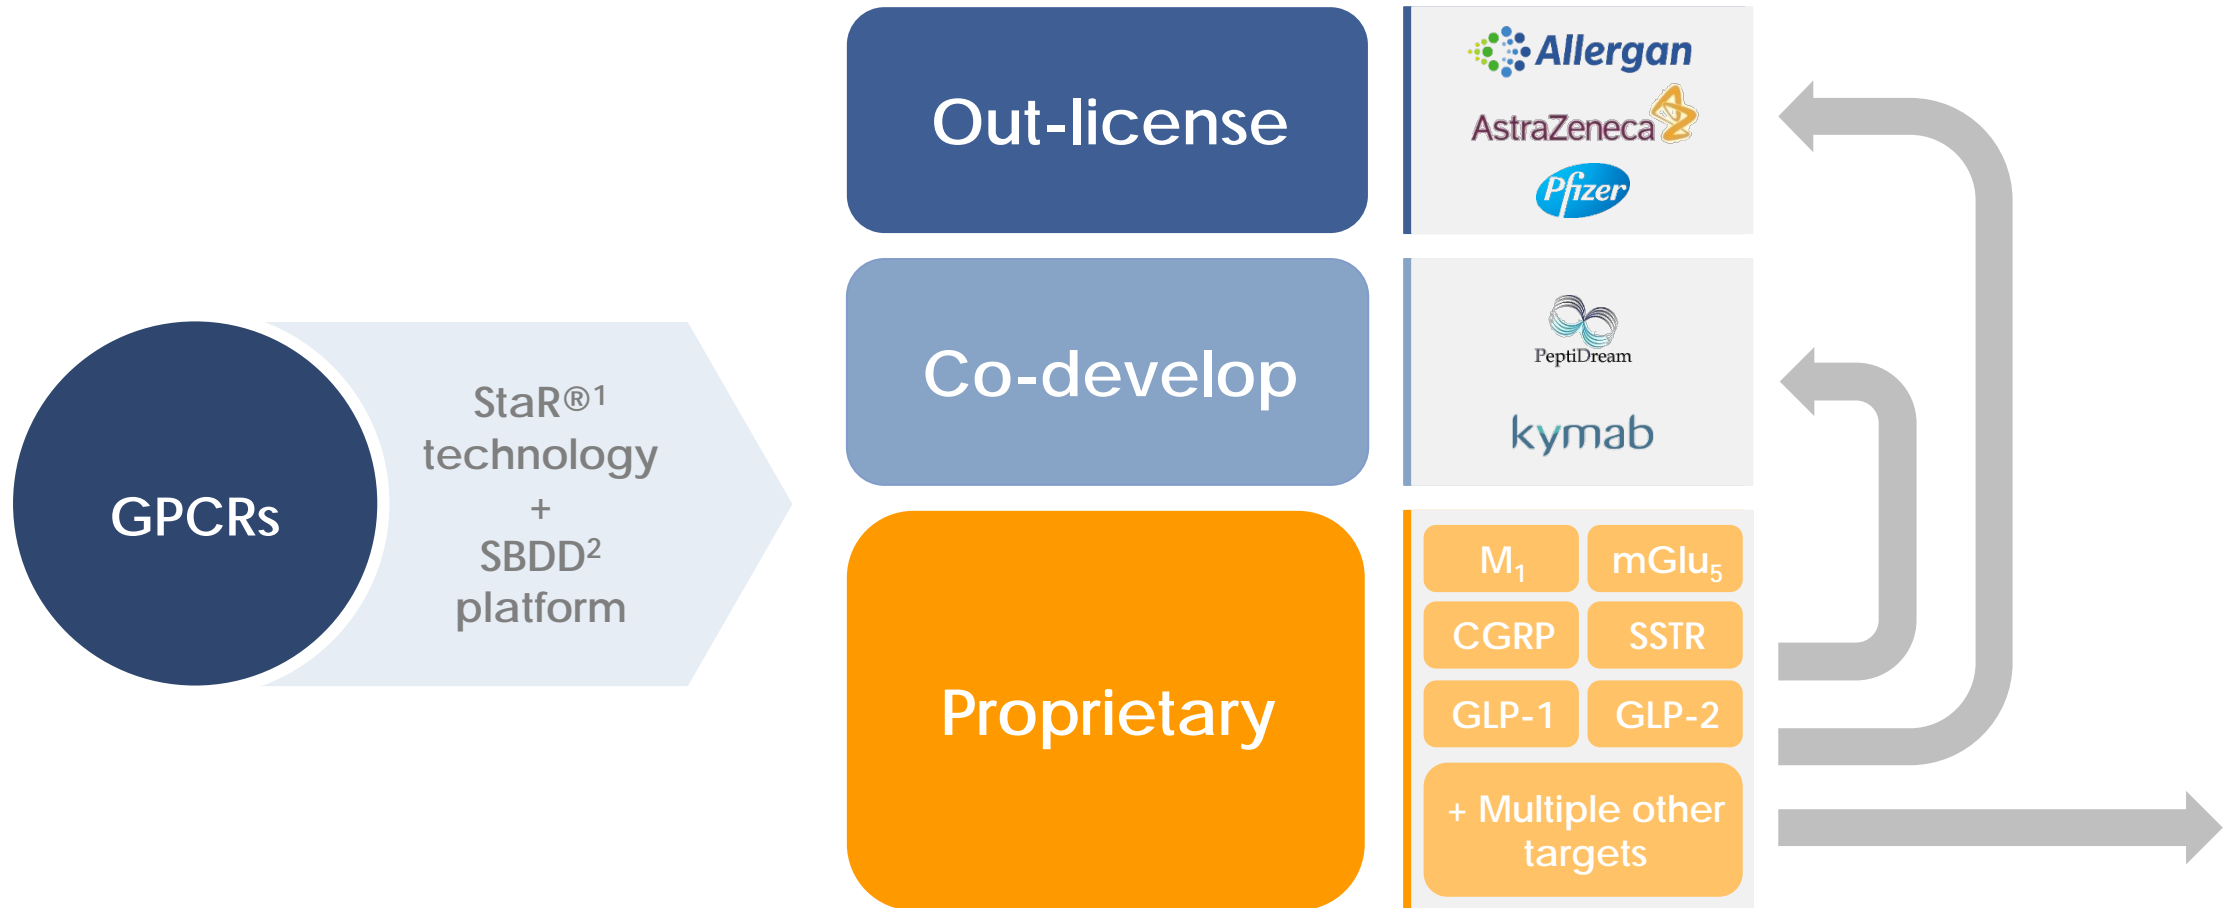 GPCRs
StaR®¹
technology
+
SBDD²
platform
Out-license
Allergan
AstraZeneca
Pfizer
Co-develop
PeptiDream
kymab
Proprietary
M₁
mGlu₅
CGRP
SSTR
GLP-1
GLP-2
+ Multiple other
targets